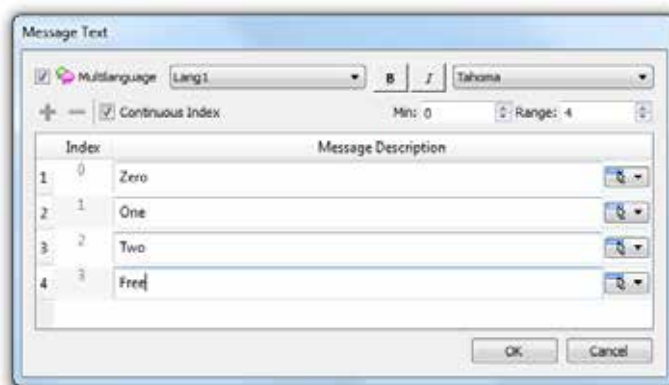 Message Text
Multilanguage Lang1 B I Tahoma
Continuous Index Min: 0 Range: 4
Index Message Description
1 0 Zero
2 1 One
3 2 Two
4 3 Free
OK Cancel